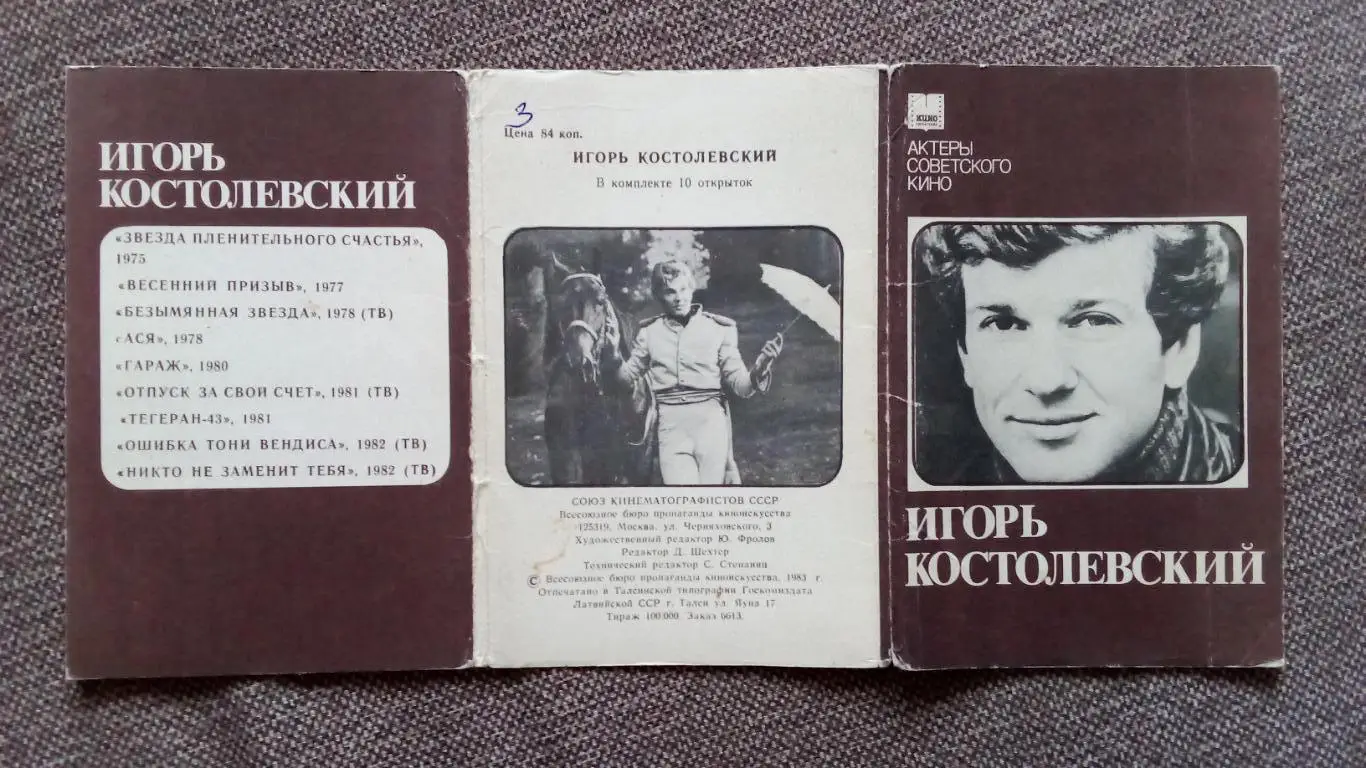 ИГОРЬ
КОСТОЛЕВСКИЙ
«ЗВЕЗДА ПЛЕНИТЕЛЬНОГО СЧАСТЬЯ»,
1975
«ВЕСЕННИЙ ПРИЗЫВ», 1977
«БЕЗЫМЯННАЯ ЗВЕЗДА», 1978 (ТВ)
«АСЯ», 1978
«ГАРАЖ», 1980
«ОТПУСК ЗА СВОЙ СЧЕТ», 1981 (ТВ)
«ТЕГЕРАН-43», 1981
«ОШИБКА ТОНИ ВЕНДИСА», 1982 (ТВ)
«НИКТО НЕ ЗАМЕНИТ ТЕБЯ», 1982 (ТВ)
3
Цена 84 коп.
ИГОРЬ КОСТОЛЕВСКИЙ
В комплекте 10 открыток
СОЮЗ КИНЕМАТОГРАФИСТОВ СССР
Всесоюзное бюро пропаганды киноискусства
125319, Москва, ул. Черняховского, 3
Художественный редактор Ю. Фролов
Редактор Д. Шехтер
Технический редактор С. Степанян
© Всесоюзное бюро пропаганды киноискусства, 1983 г.
Отпечатано в Талсинской типографии Госкомиздата
Латвийской ССР г. Талси ул. Яуна 17
Тираж 100.000. Заказ 6613.
КИНО
АКТЕРЫ
СОВЕТСКОГО
КИНО
ИГОРЬ
КОСТОЛЕВСКИЙ